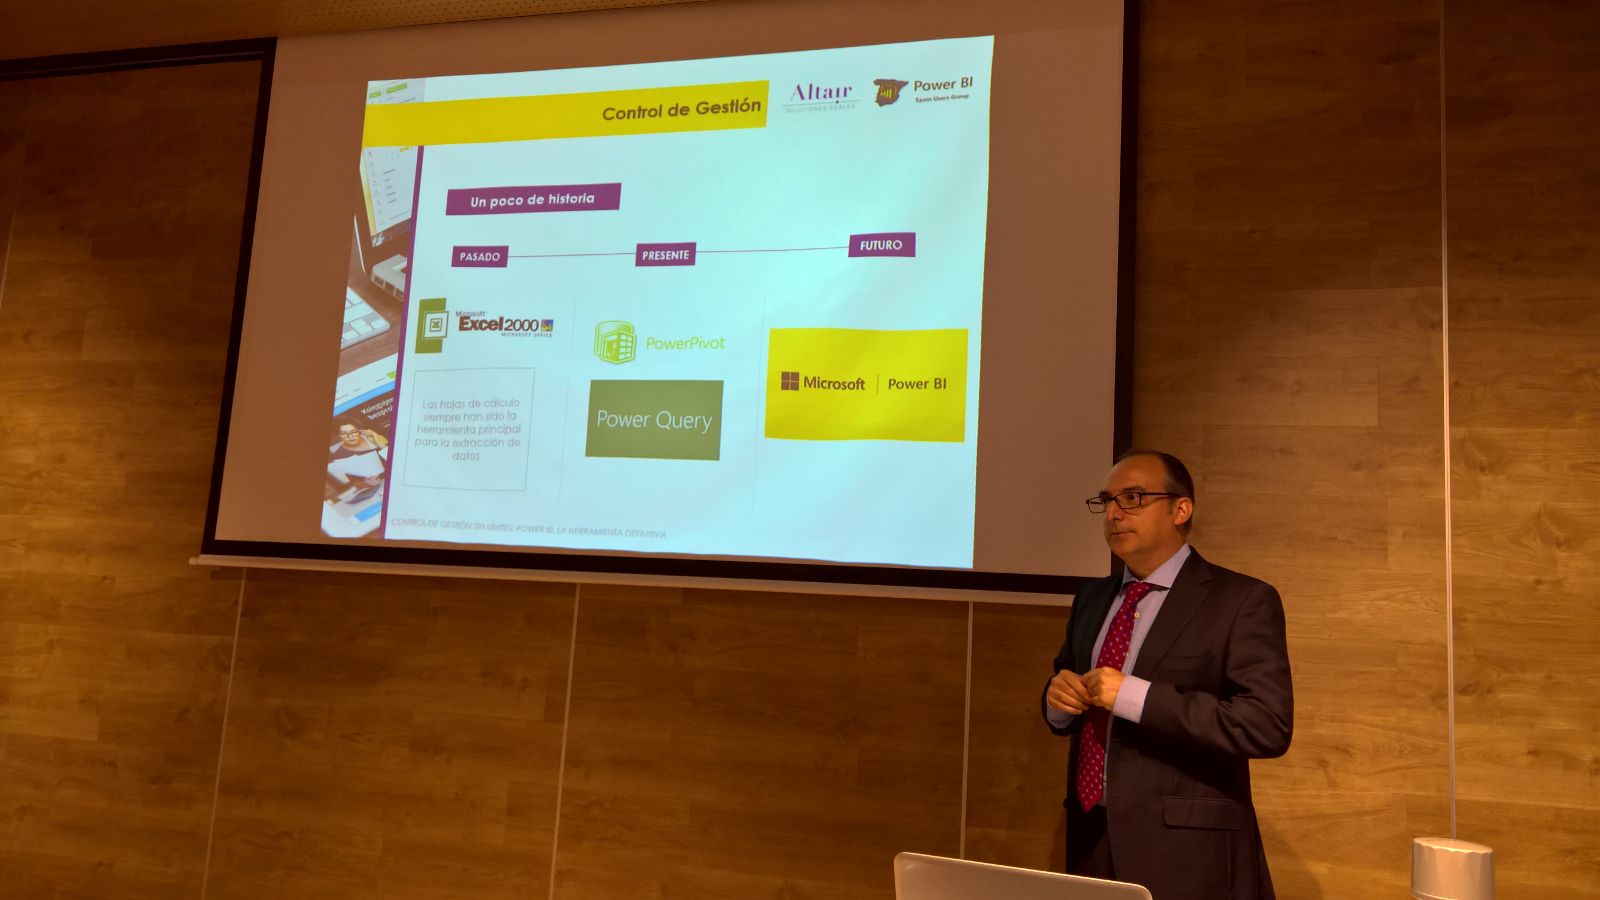 Control de Gestión
Altair
SOLUCIONES REALES
Power BI
Spain Users Group
Un poco de historia
PASADO
PRESENTE
FUTURO
Microsoft
Excel 2000
MICROSOFT OFFICE
PowerPivot
Power Query
Microsoft | Power BI
Las hojas de cálculo
siempre han sido la
herramienta principal
para la extracción de
datos
CONTROL DE GESTIÓN SIN LÍMITES: POWER BI, LA HERRAMIENTA DEFINITIVA